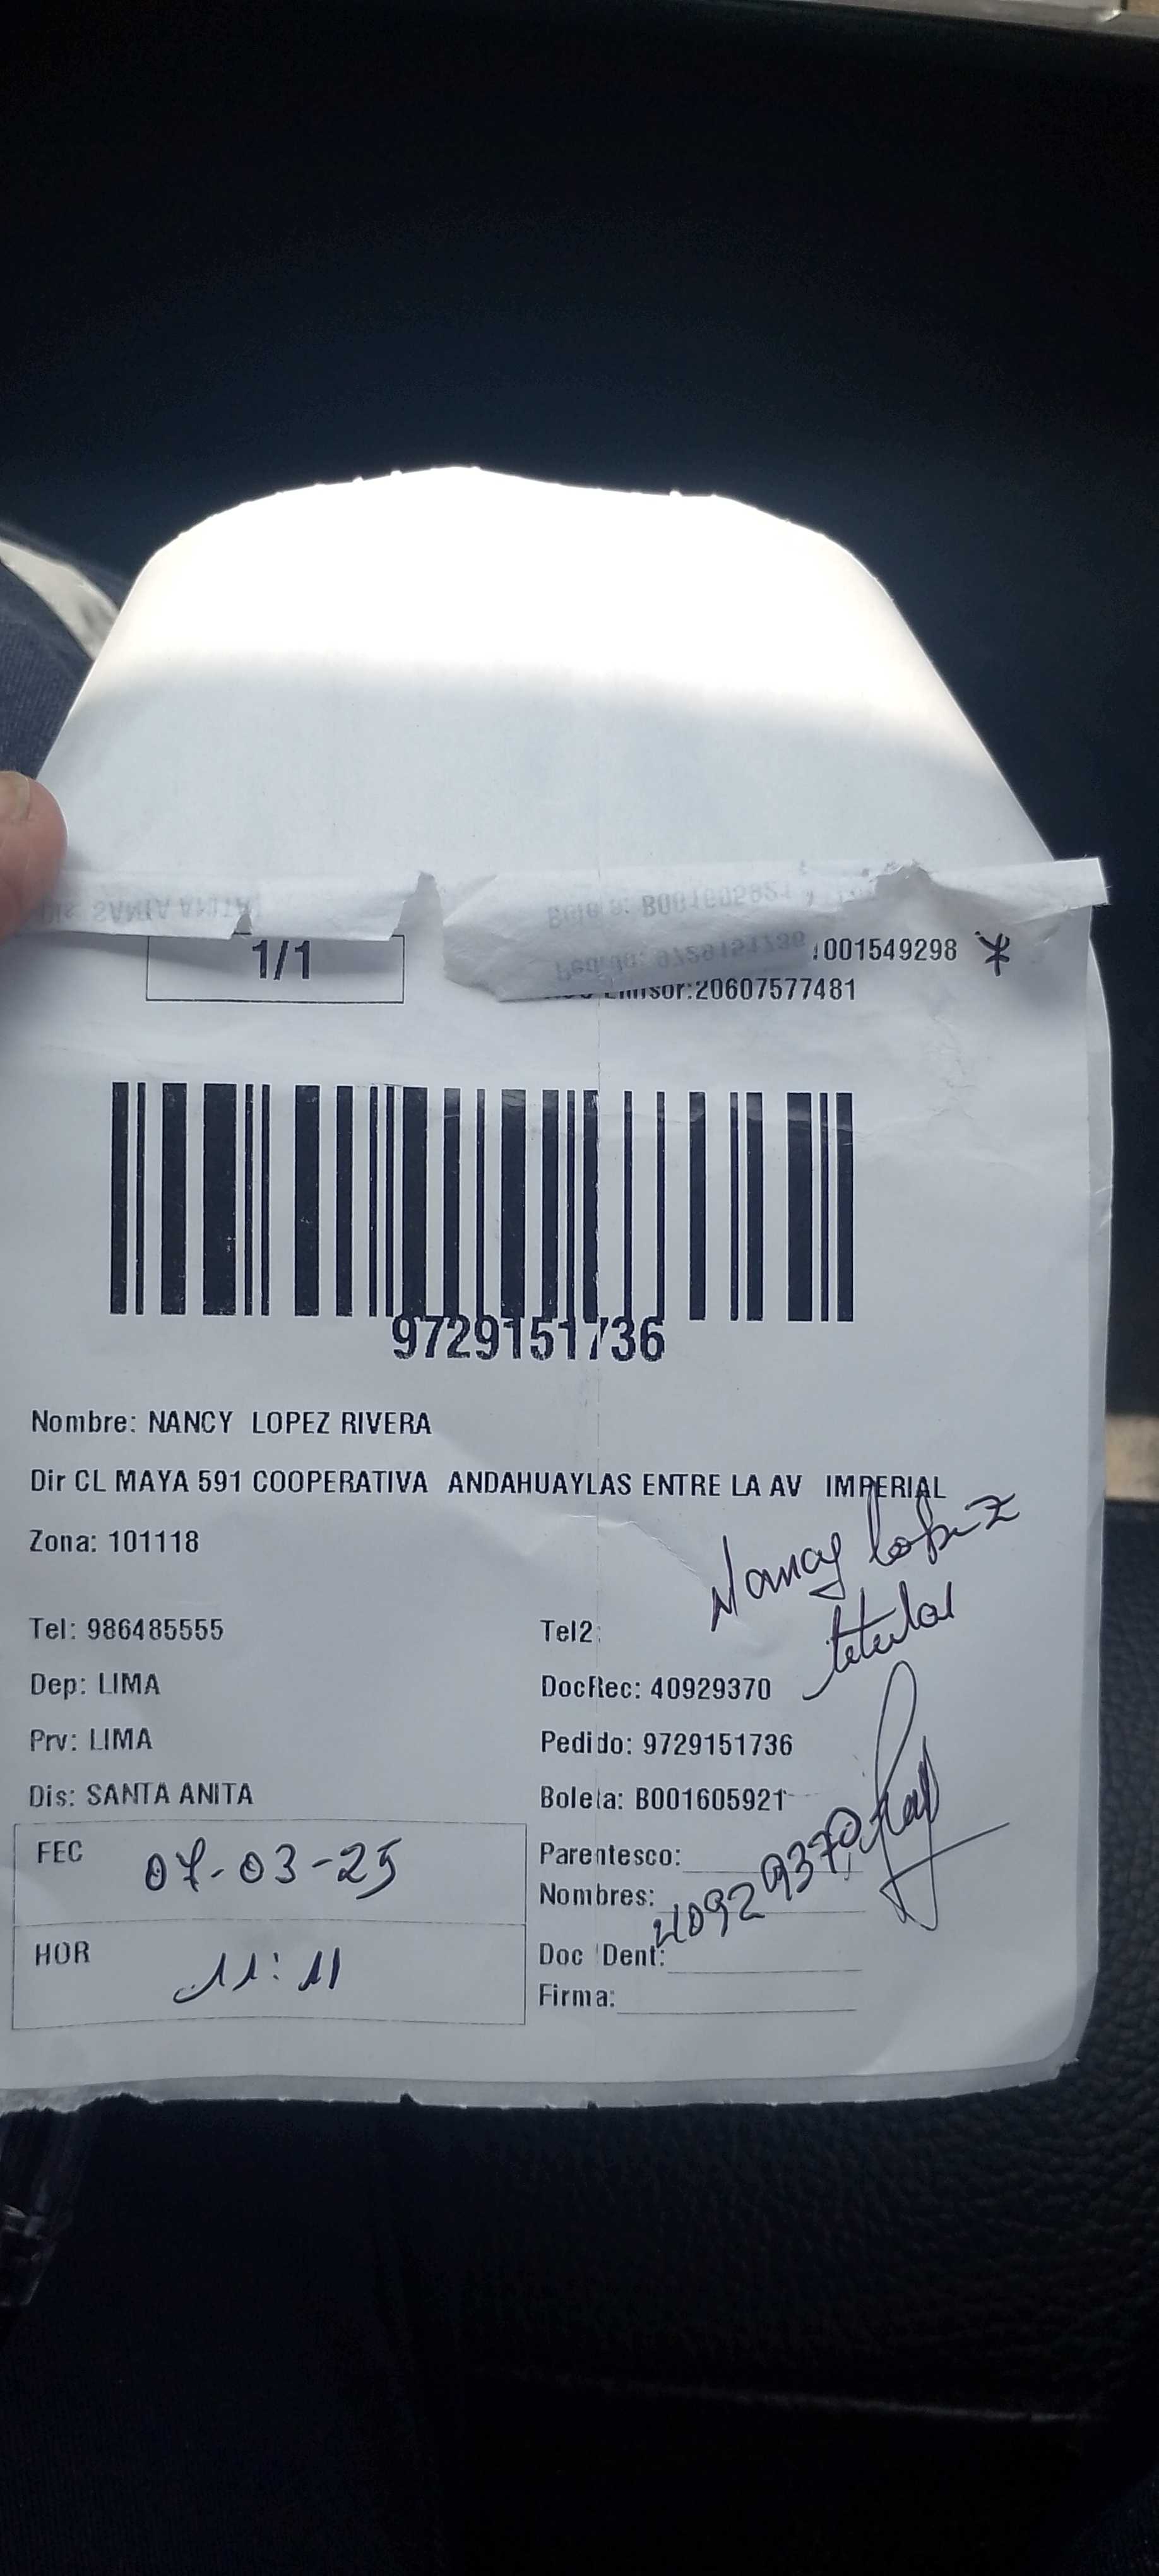 1/1
001549298
Emisor:20607577481
9729151736
Nombre: NANCY LOPEZ RIVERA
Dir CL MAYA 591 COOPERATIVA ANDAHUAYLAS ENTRE LA AV IMPERIAL
Zona: 101118
Nancy Lopez
titular
Tel: 986485555
Tel2:
Dep: LIMA
DocRec: 40929370
Prv: LIMA
Pedido: 9729151736
Dis: SANTA ANITA
Boleta: B001605921
FEC 07-03-25
Parentesco:
Nombres:
40929370
HOR 11:11
Doc Dent:
Firma: